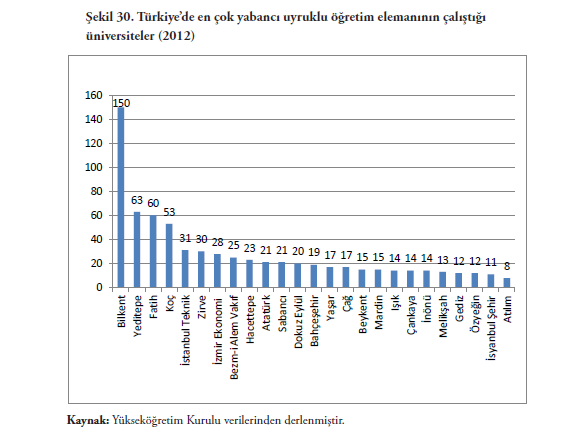 Şekil 30. Türkiye’de en çok yabancı uyruklu öğretim elemanının çalıştığı
üniversiteler (2012)
160
140
120
100
80
60
40
20
0
150
63
60
53
31
30
28
25
23
21
21
20
19
17
17
15
15
14
14
14
13
12
12
11
8
Bilkent
Yeditepe
Fatih
Koç
İstanbul Teknik
Zirve
İzmir Ekonomi
Bezm-i Alem Vakıf
Hacettepe
Atatürk
Sabancı
Dokuz Eylül
Bahçeşehir
Yaşar
Çağ
Beykent
Mardin
Işık
Çankaya
İnönü
Melikşah
Gediz
Özyeğin
İsyanbul Şehir
Atılım
Kaynak: Yükseköğretim Kurulu verilerinden derlenmiştir.